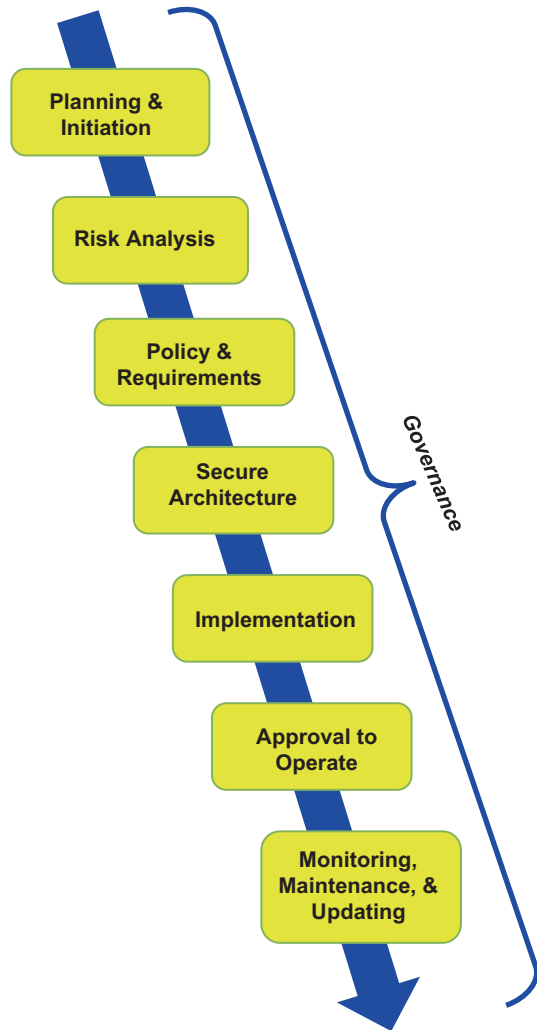 Planning &
Initiation
Risk Analysis
Policy &
Requirements
Secure
Architecture
Governance
Implementation
Approval to
Operate
Monitoring,
Maintenance, &
Updating